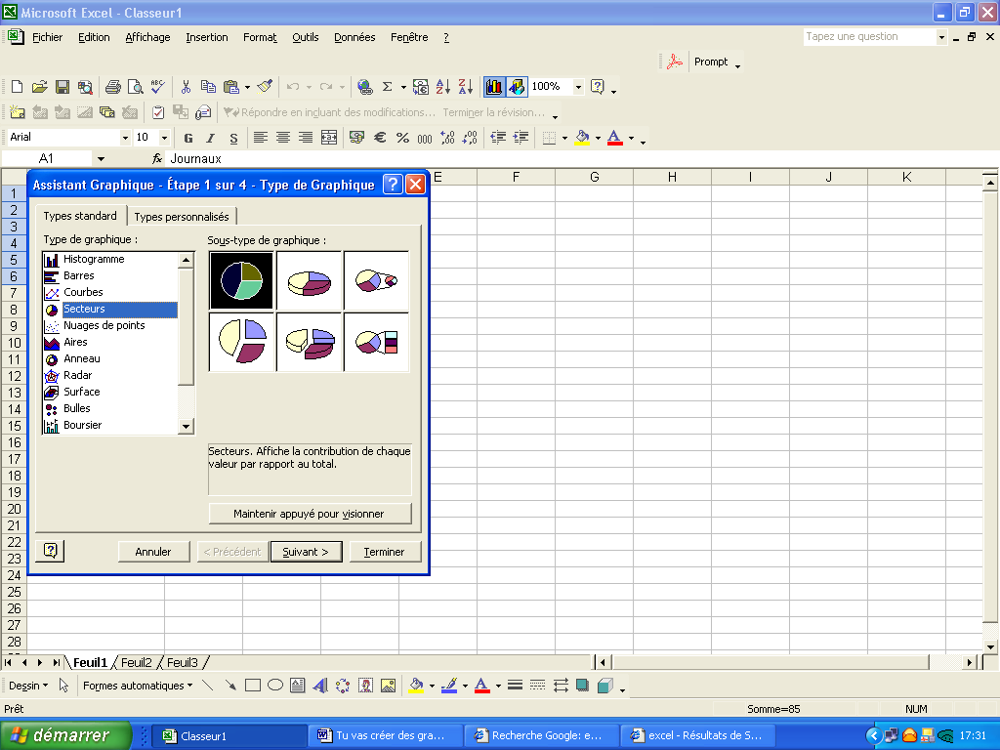 Microsoft Excel - Classeur1
Fichier Edition Affichage Insertion Format Outils Données Fenêtre ?
Tapez une question
Prompt
100%
Répondre en incluant des modifications... Terminer la révision...
Arial 10 G I S € % 000
A1 fx Journaux
E F G H I J K
Assistant Graphique - Étape 1 sur 4 - Type de Graphique
1
2
3
4
5
6
7
8
9
10
11
12
13
14
15
16
17
18
19
20
21
22
23
24
25
26
27
28
Types standard Types personnalisés
Type de graphique :
Histogramme
Barres
Courbes
Secteurs
Nuages de points
Aires
Anneau
Radar
Surface
Bulles
Boursier
Sous-type de graphique :
Secteurs. Affiche la contribution de chaque
valeur par rapport au total.
Maintenir appuyé pour visionner
Annuler < Précédent Suivant > Terminer
Feuil1 Feuil2 Feuil3
Dessin Formes automatiques
Prêt Somme=85 NUM
démarrer Classeur1 Tu vas créer des gra... Recherche Google: e... excel - Résultats de S... 17:31